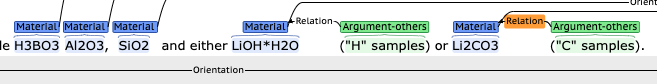 Orient
Material Material Material Material Relation Argument-others Material Relation Argument-others
le H3BO3 Al2O3, SiO2 and either LiOH*H2O ("H" samples) or Li2CO3 ("C" samples).
Orientation